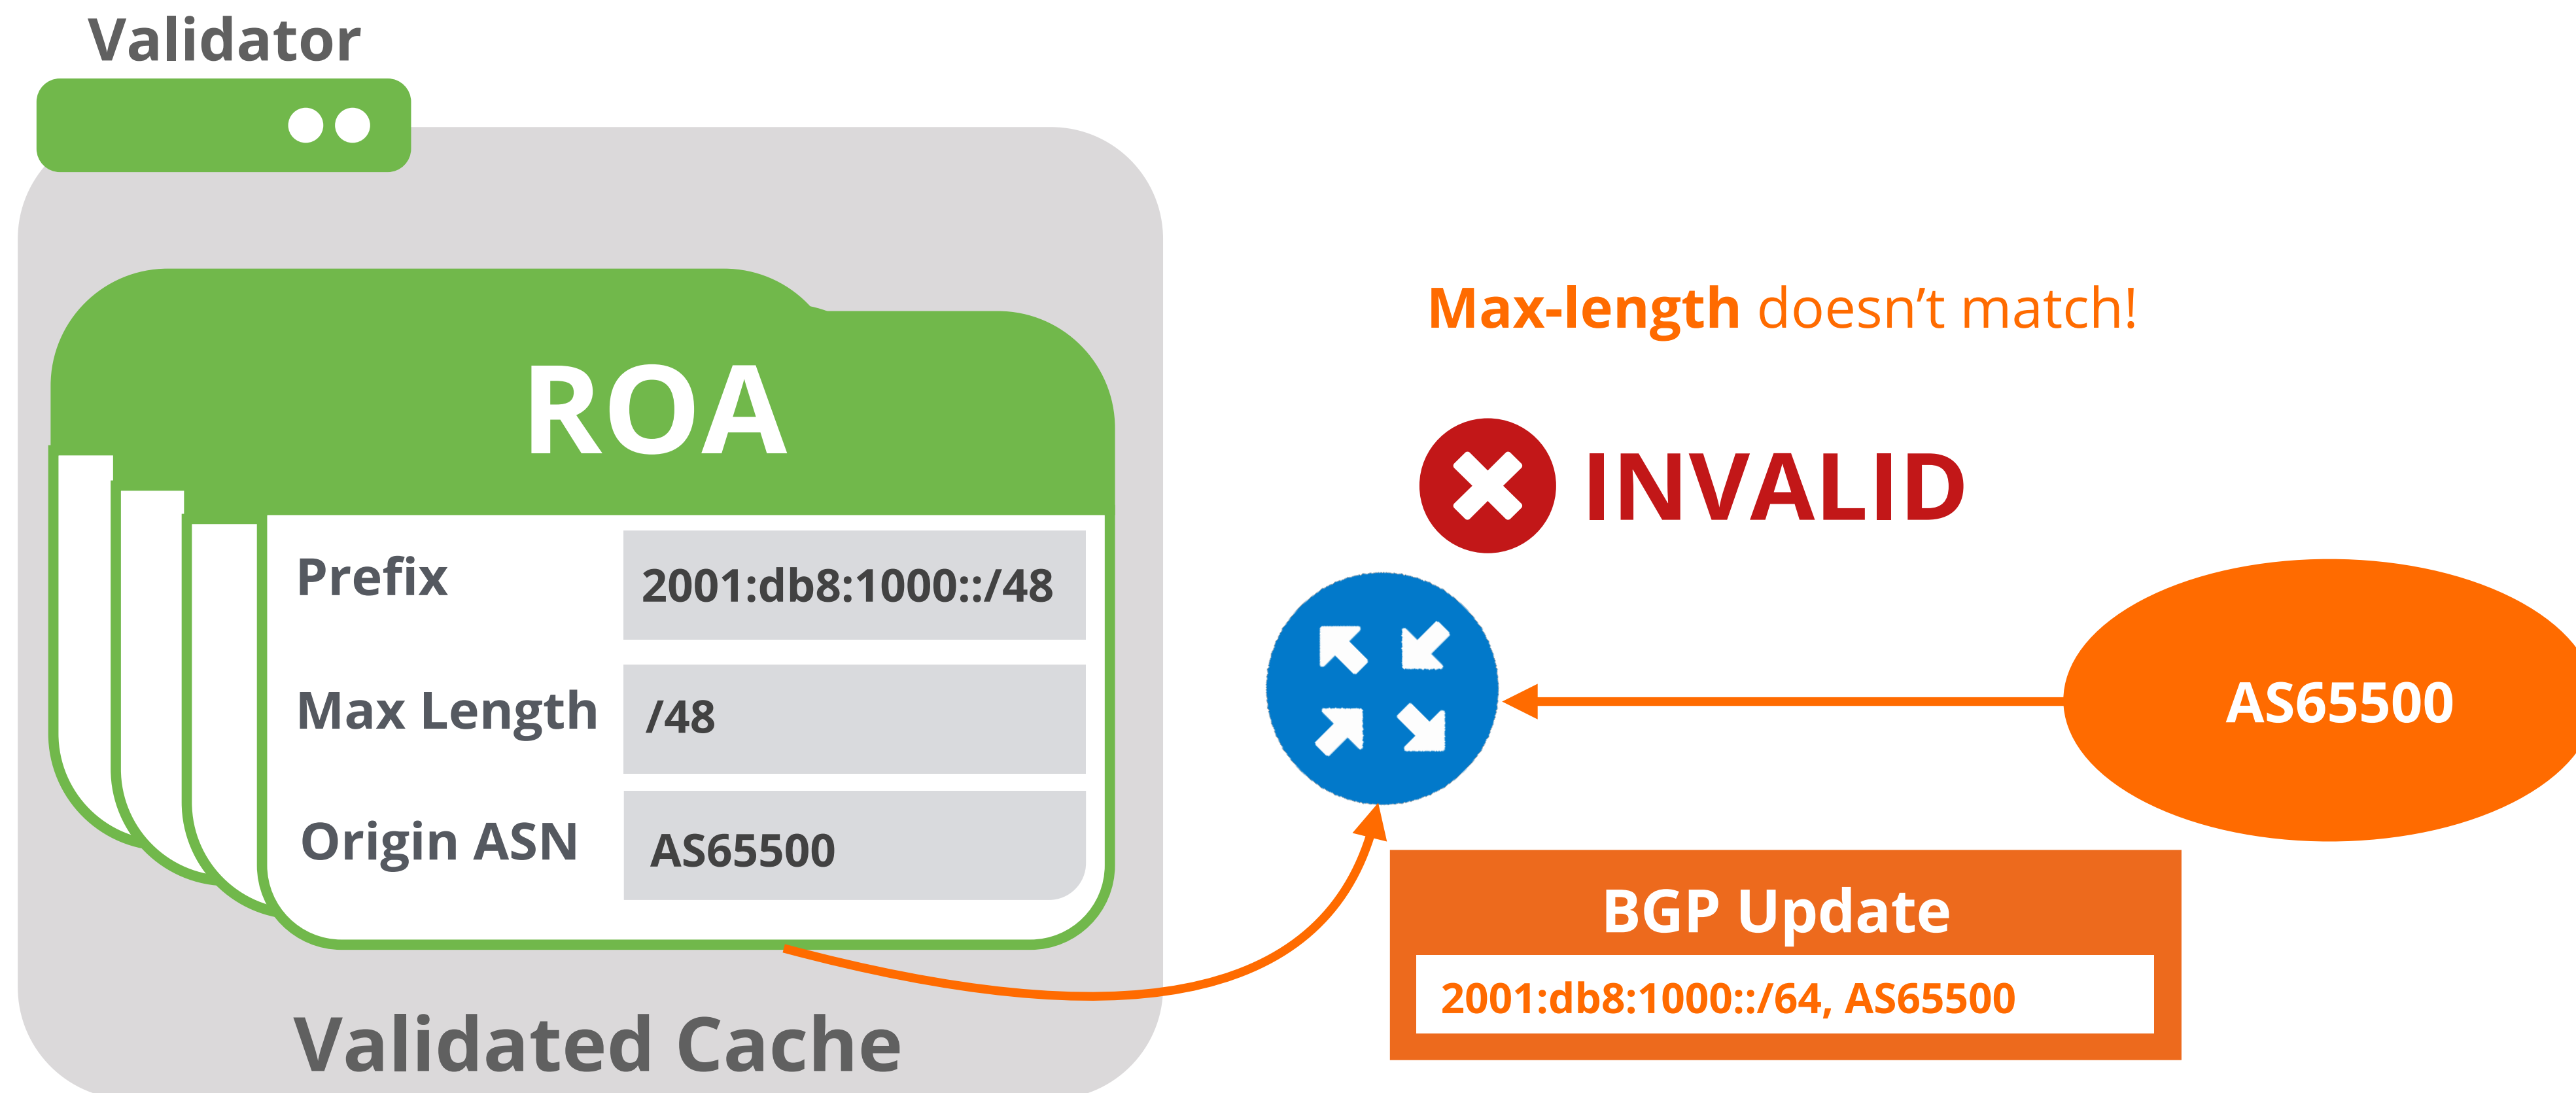 Validator
ROA
Prefix 2001:db8:1000::/48
Max Length /48
Origin ASN AS65500
Validated Cache
Max-length doesn’t match!
INVALID
AS65500
BGP Update
2001:db8:1000::/64, AS65500